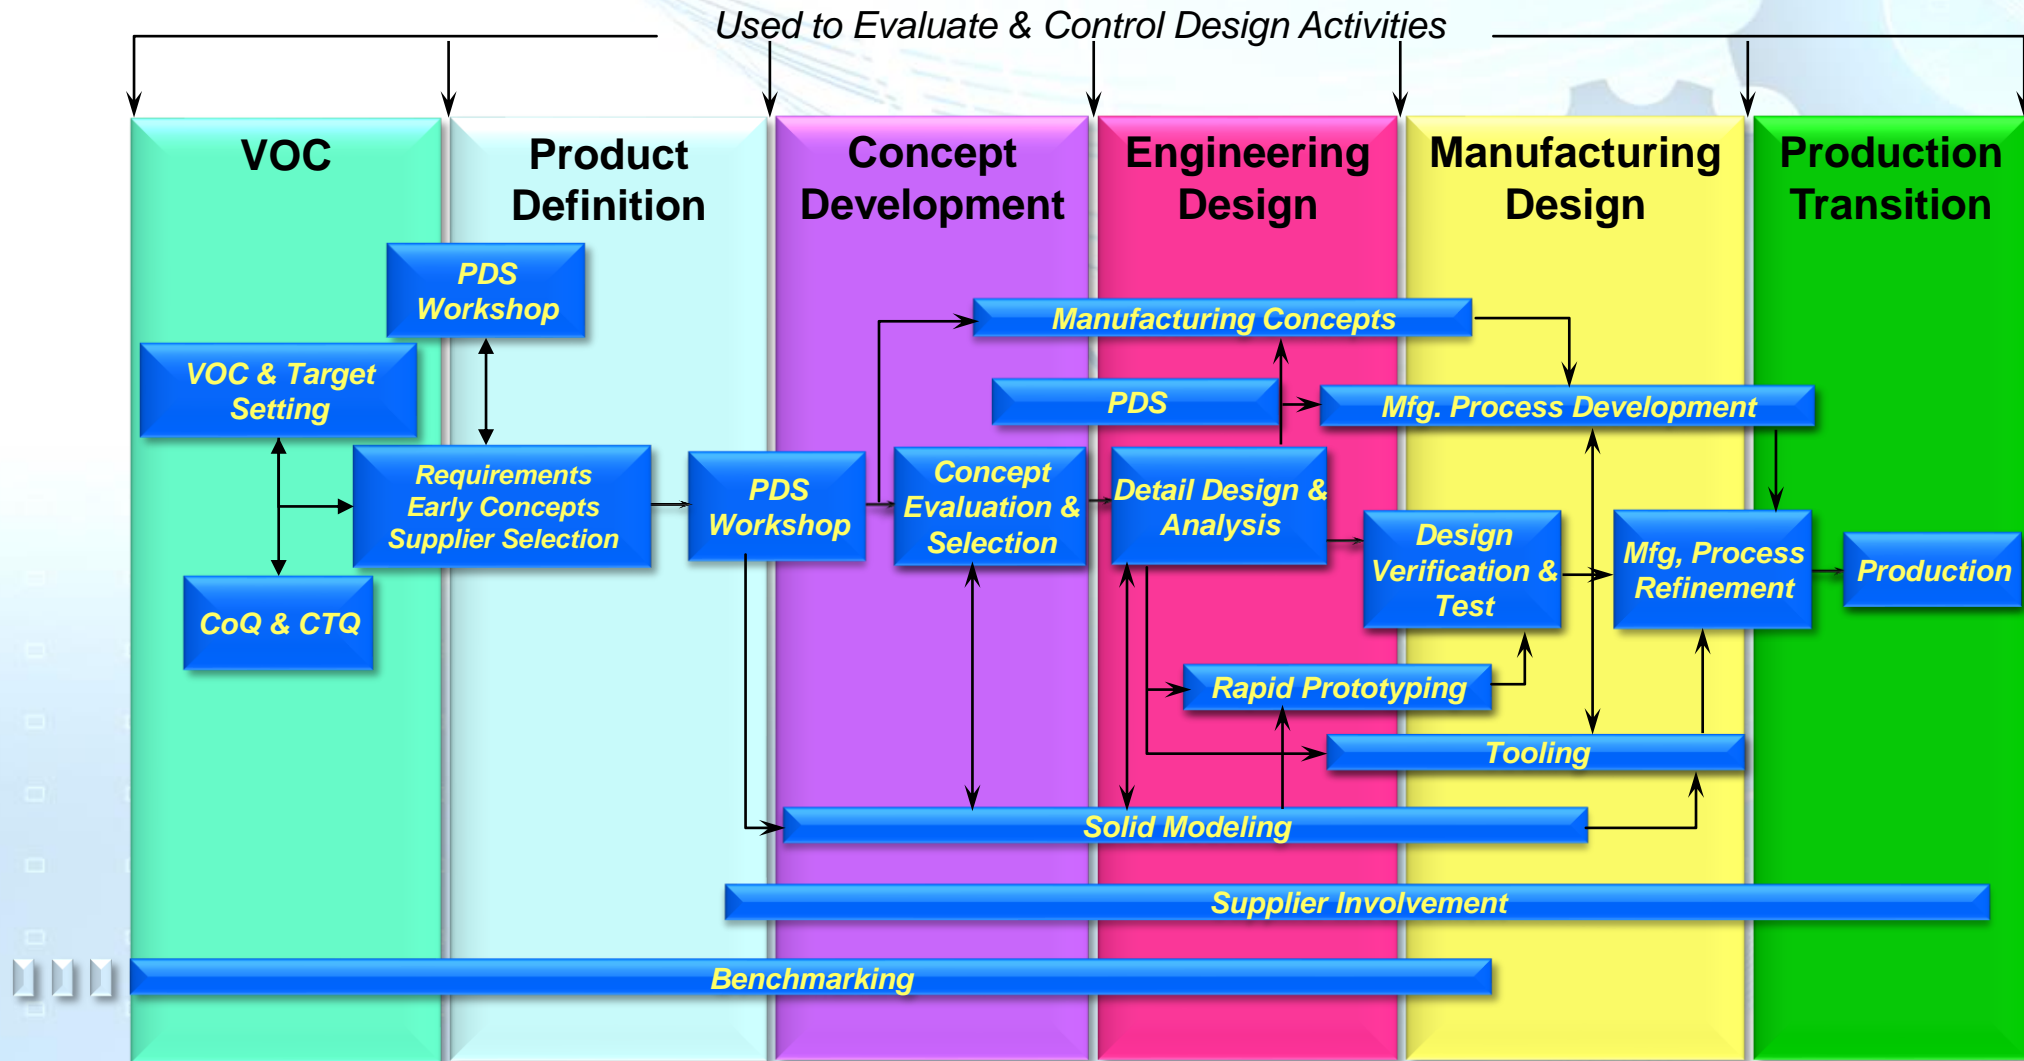 Used to Evaluate & Control Design Activities
VOC
Product
Definition
Concept
Development
Engineering
Design
Manufacturing
Design
Production
Transition
PDS
Workshop
VOC & Target
Setting
Requirements
Early Concepts
Supplier Selection
CoQ & CTQ
PDS
Workshop
Manufacturing Concepts
PDS
Mfg. Process Development
Concept
Evaluation &
Selection
Detail Design &
Analysis
Design
Verification &
Test
Mfg, Process
Refinement
Production
Rapid Prototyping
Tooling
Solid Modeling
Supplier Involvement
Benchmarking